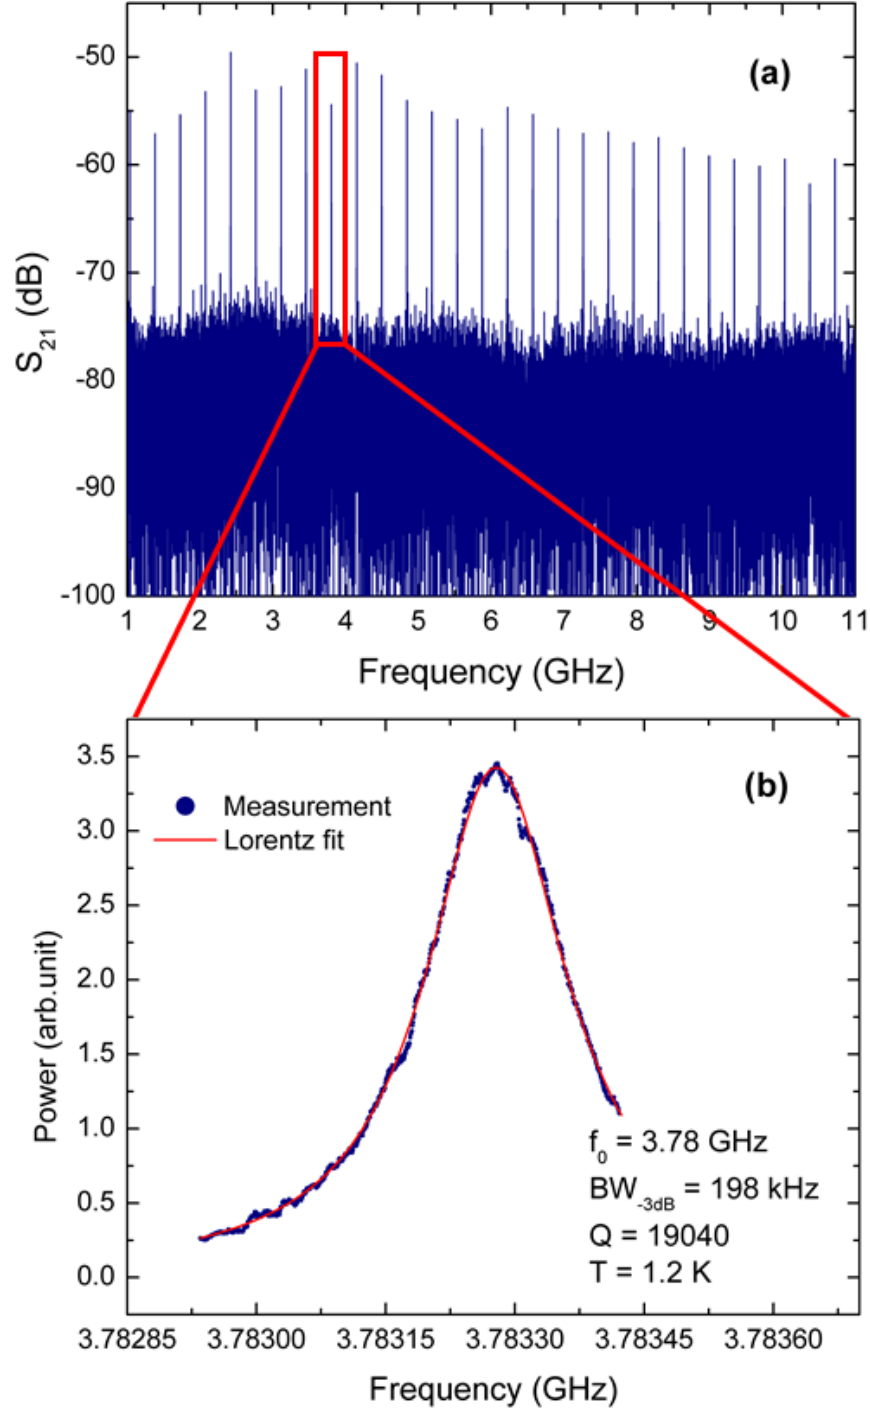 (a)
-50
-60
-70
-80
-90
-100
S21 (dB)
1 2 3 4 5 6 7 8 9 10 11
Frequency (GHz)
(b)
3.5
3.0
2.5
2.0
1.5
1.0
0.5
0.0
Power (arb.unit)
Measurement
Lorentz fit
f0 = 3.78 GHz
BW-3dB = 198 kHz
Q = 19040
T = 1.2 K
3.78285 3.78300 3.78315 3.78330 3.78345 3.78360
Frequency (GHz)